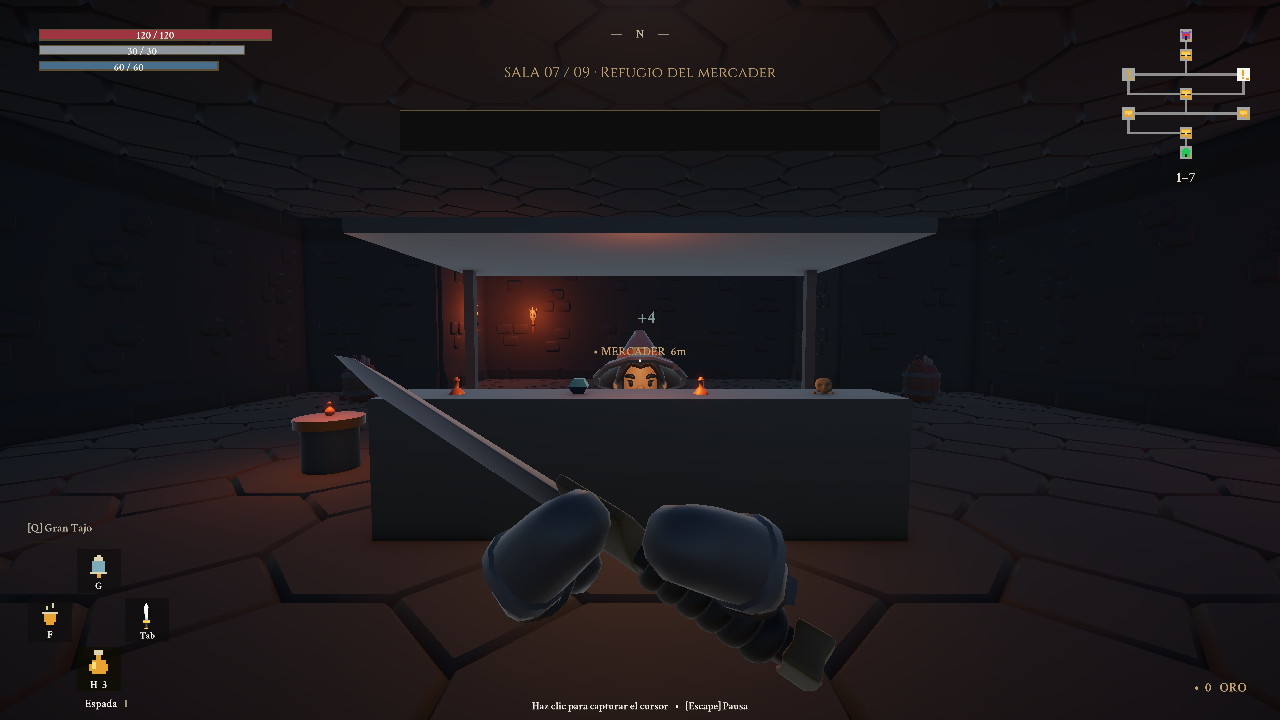 120 / 120
30 / 30
60 / 60
— N —
SALA 07 / 09 · REFUGIO DEL MERCADER
1–7
+4
• MERCADER 6m
[Q] Gran Tajo
G
F
Tab
H 3
Espada I
Haz clic para capturar el cursor • [Escape] Pausa
• 0 ORO